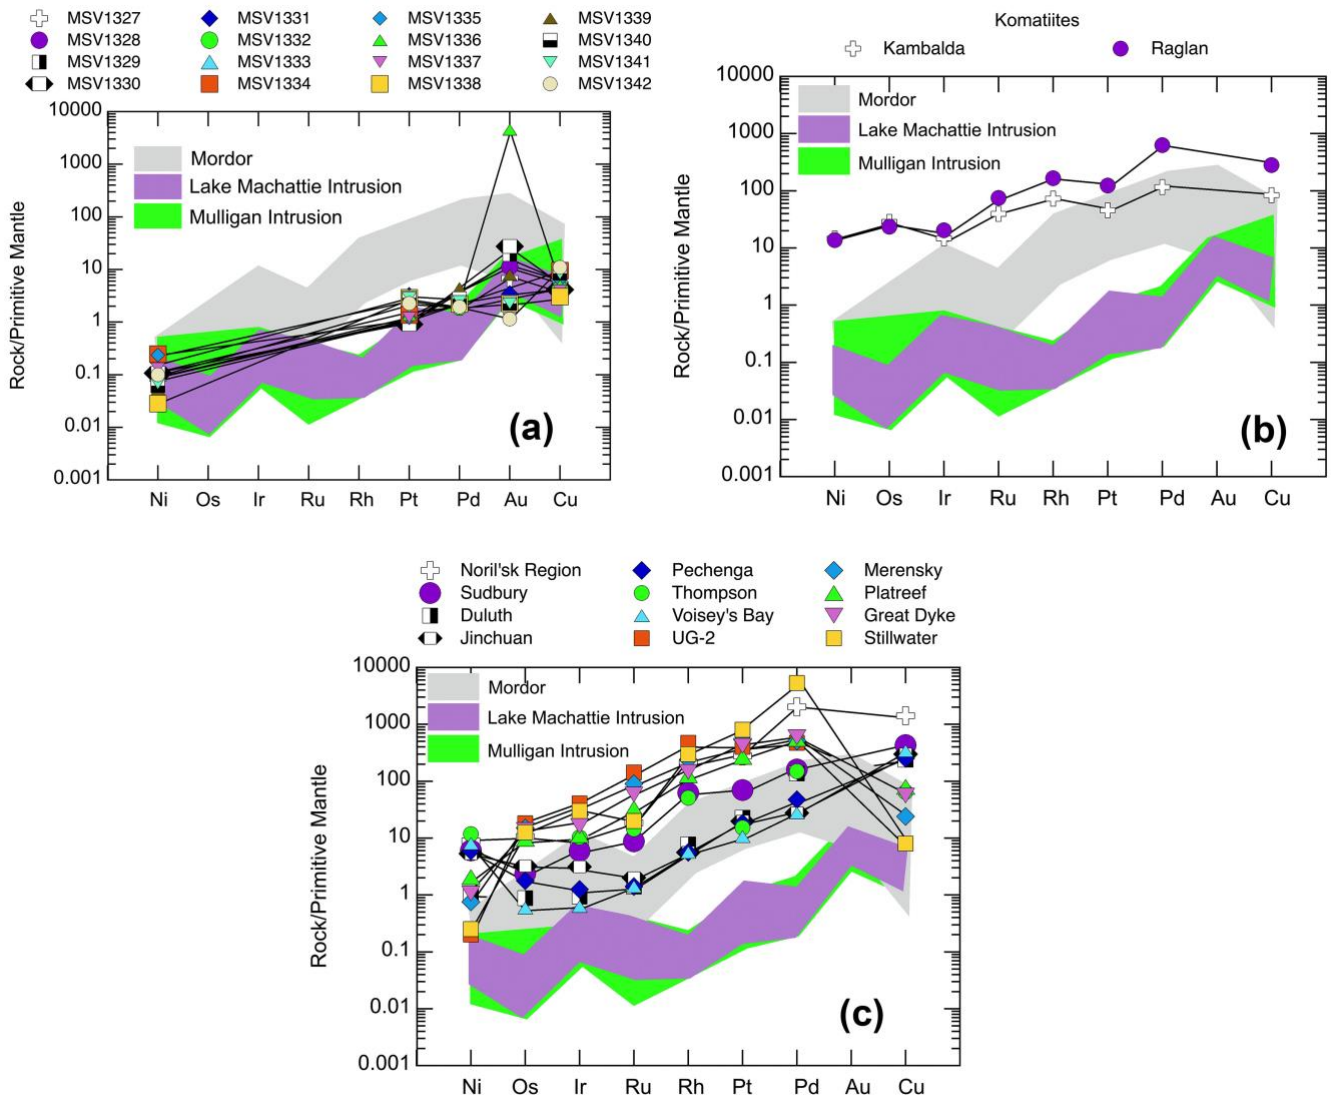 MSV1327 MSV1331 MSV1335 MSV1339
MSV1328 MSV1332 MSV1336 MSV1340
MSV1329 MSV1333 MSV1337 MSV1341
MSV1330 MSV1334 MSV1338 MSV1342
10000
1000
100
10
1
0.1
0.01
0.001
Rock/Primitive Mantle
Mordor
Lake Machattie Intrusion
Mulligan Intrusion
(a)
Ni Os Ir Ru Rh Pt Pd Au Cu
Komatiites
Kambalda Raglan
10000
1000
100
10
1
0.1
0.01
0.001
Rock/Primitive Mantle
Mordor
Lake Machattie Intrusion
Mulligan Intrusion
(b)
Ni Os Ir Ru Rh Pt Pd Au Cu
Noril'sk Region Pechenga Merensky
Sudbury Thompson Platreef
Duluth Voisey's Bay Great Dyke
Jinchuan UG-2 Stillwater
10000
1000
100
10
1
0.1
0.01
0.001
Rock/Primitive Mantle
Mordor
Lake Machattie Intrusion
Mulligan Intrusion
(c)
Ni Os Ir Ru Rh Pt Pd Au Cu